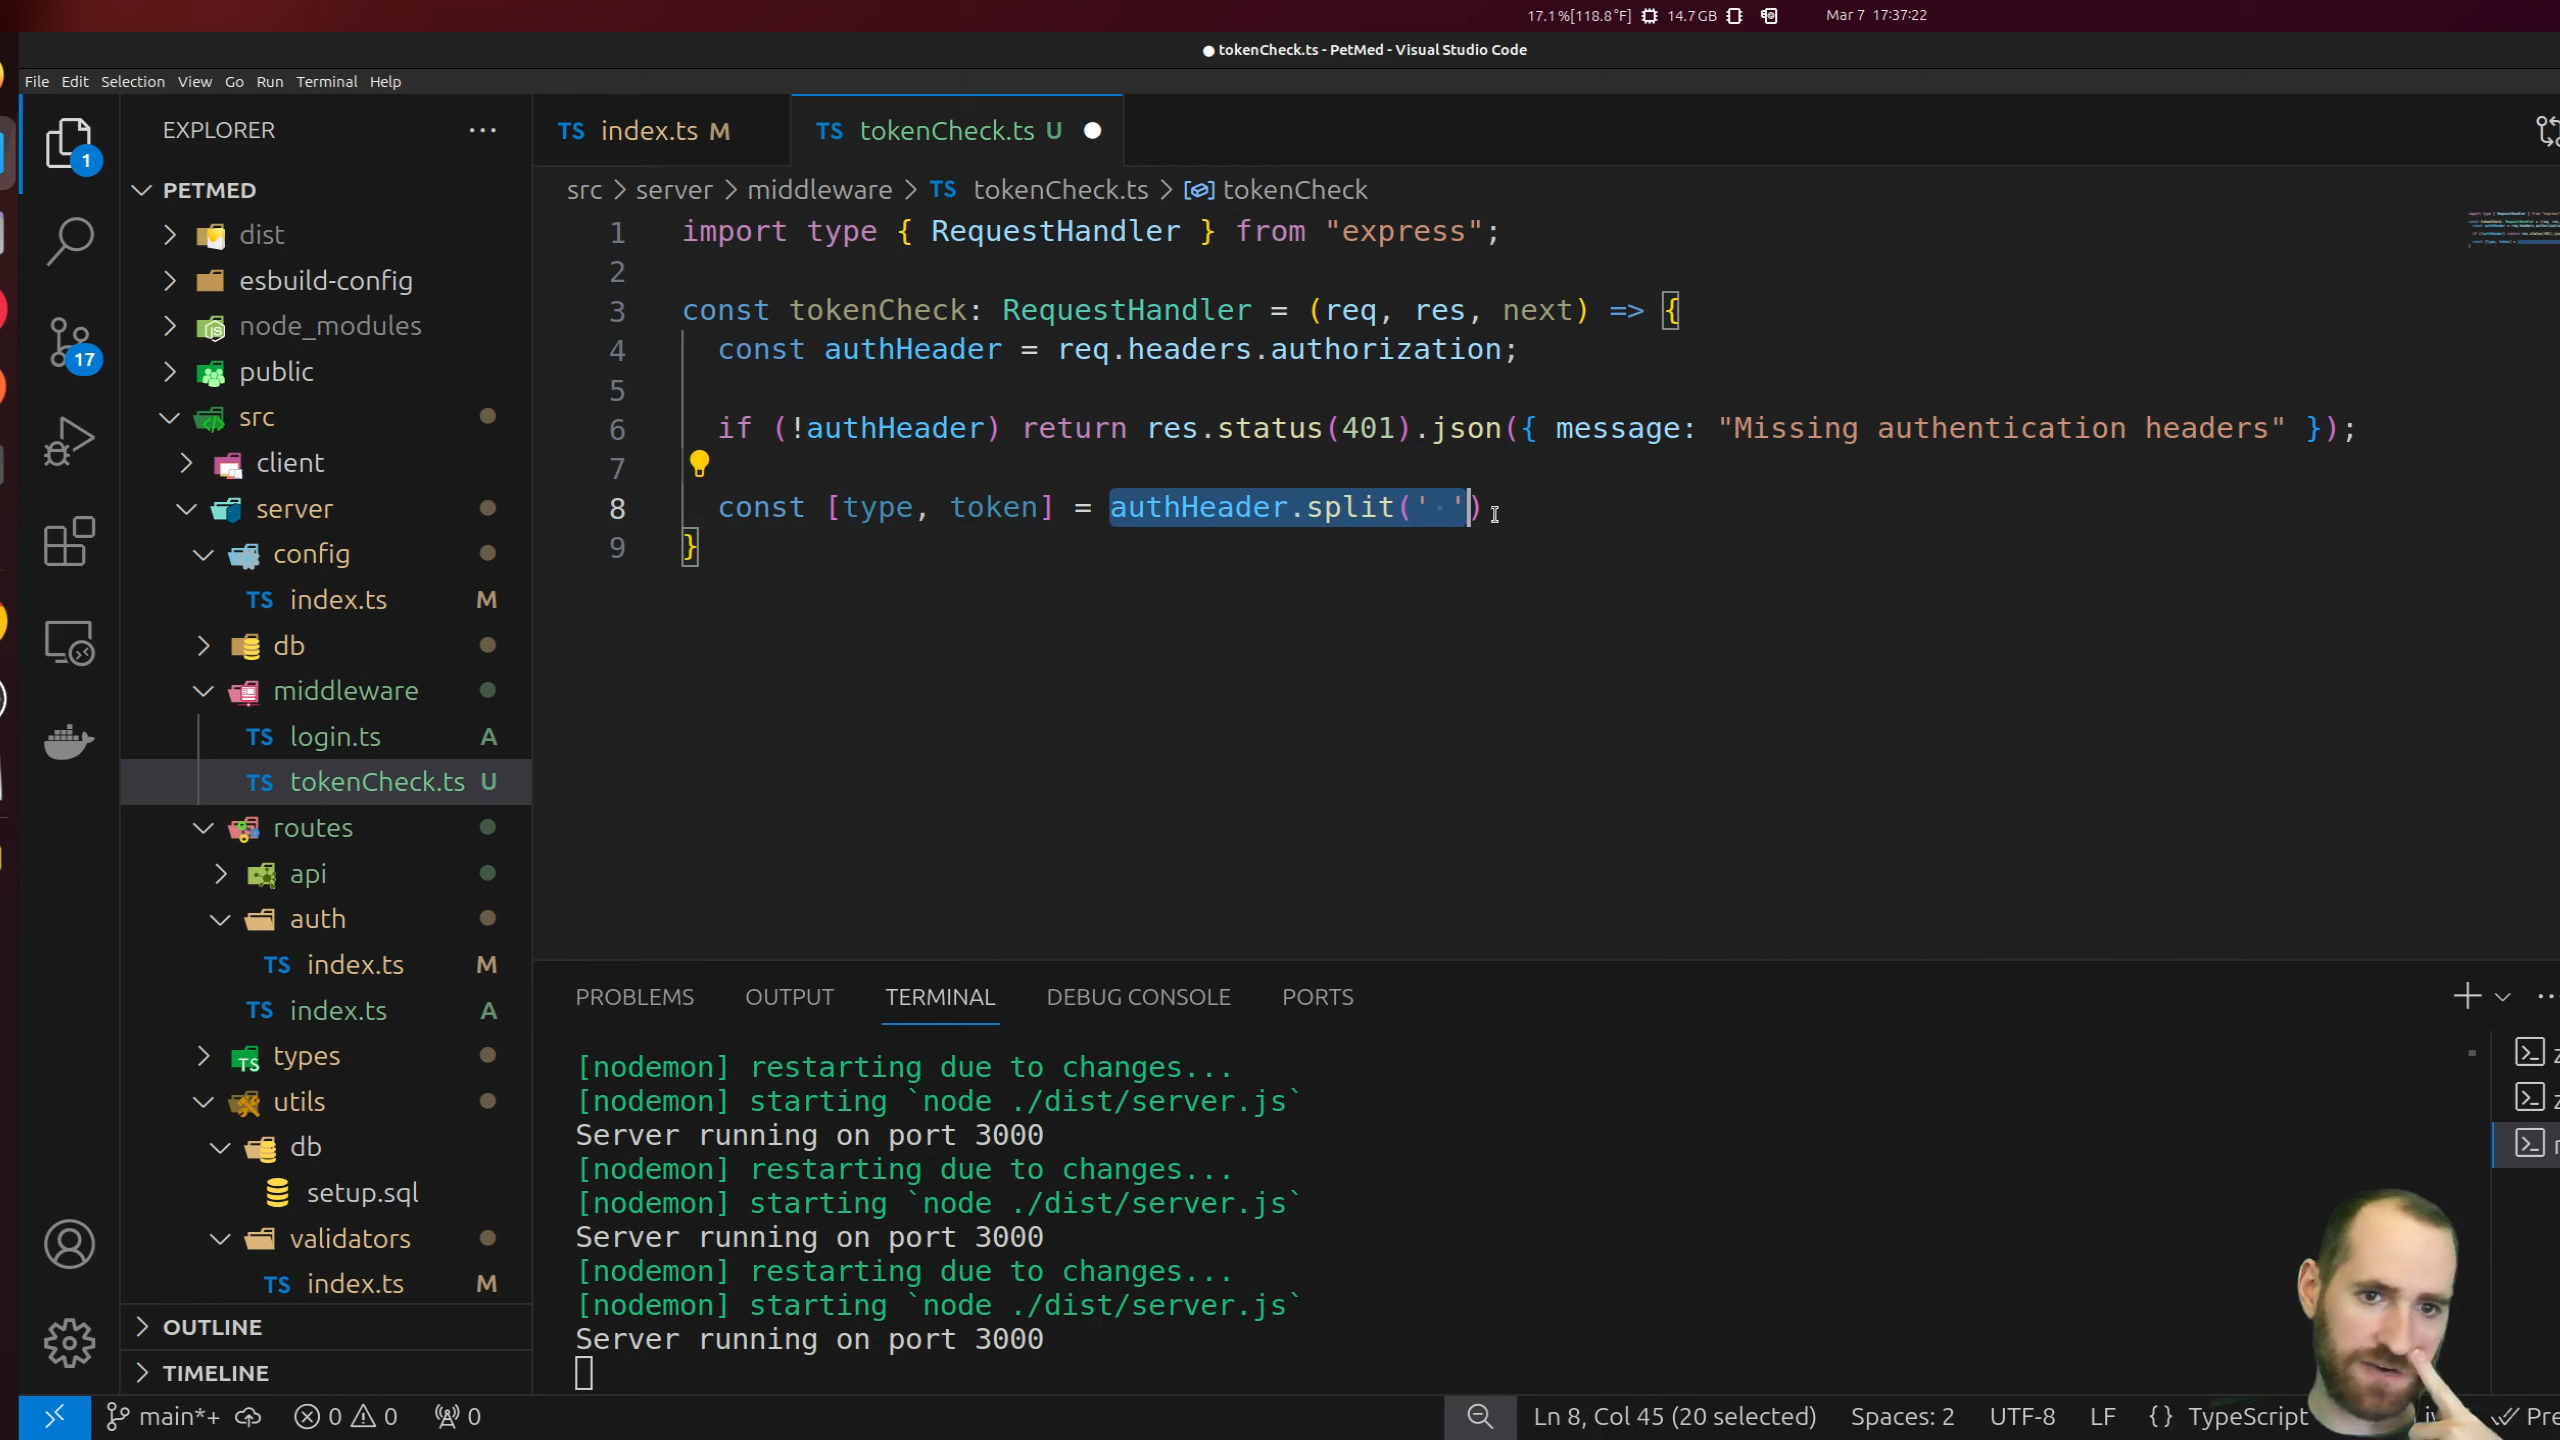 17.1%[118.8°F] 14.7GB Mar 7 17:37:22
● tokenCheck.ts - PetMed - Visual Studio Code
File Edit Selection View Go Run Terminal Help
EXPLORER
TS index.ts M
TS tokenCheck.ts U
1
17
PETMED
dist
esbuild-config
node_modules
public
src
client
server
config
TS index.ts M
db
middleware
TS login.ts A
TS tokenCheck.ts U
routes
api
auth
TS index.ts M
TS index.ts A
types
utils
db
setup.sql
validators
TS index.ts M
OUTLINE
TIMELINE
src > server > middleware > TS tokenCheck.ts > tokenCheck
1 import type { RequestHandler } from "express";
2
3 const tokenCheck: RequestHandler = (req, res, next) => {
4 const authHeader = req.headers.authorization;
5
6 if (!authHeader) return res.status(401).json({ message: "Missing authentication headers" });
7
8 const [type, token] = authHeader.split(' ')
9 }
PROBLEMS OUTPUT TERMINAL DEBUG CONSOLE PORTS
[nodemon] restarting due to changes...
[nodemon] starting `node ./dist/server.js`
Server running on port 3000
[nodemon] restarting due to changes...
[nodemon] starting `node ./dist/server.js`
Server running on port 3000
[nodemon] restarting due to changes...
[nodemon] starting `node ./dist/server.js`
Server running on port 3000
main*+ 0 0 0
Ln 8, Col 45 (20 selected) Spaces: 2 UTF-8 LF {} TypeScript